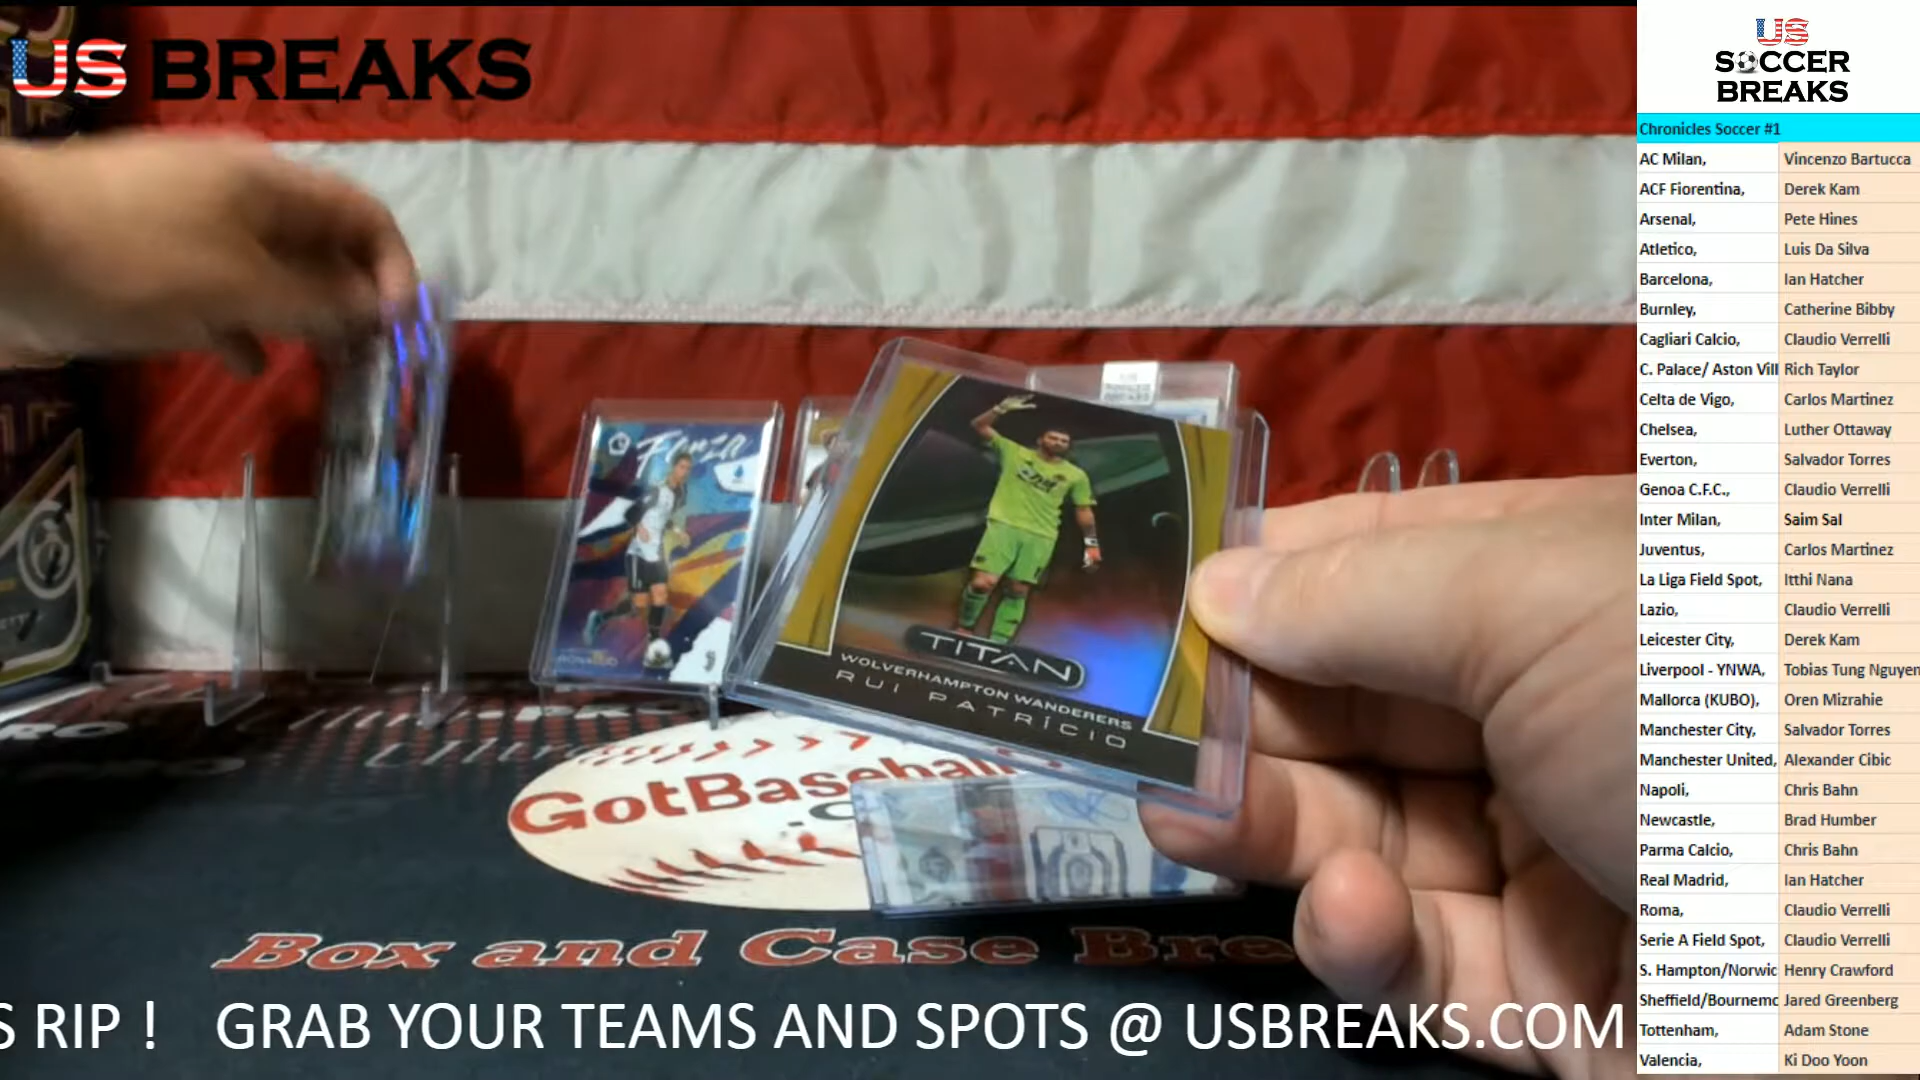 US BREAKS
US
SOCCER
BREAKS
Chronicles Soccer #1
AC Milan, Vincenzo Bartucca
ACF Fiorentina, Derek Kam
Arsenal, Pete Hines
Atletico, Luis Da Silva
Barcelona, Ian Hatcher
Burnley, Catherine Bibby
Cagliari Calcio, Claudio Verrelli
C. Palace/ Aston Vill Rich Taylor
Celta de Vigo, Carlos Martinez
Chelsea, Luther Ottaway
Everton, Salvador Torres
Genoa C.F.C., Claudio Verrelli
Inter Milan, Saim Sal
Juventus, Carlos Martinez
La Liga Field Spot, Itthi Nana
Lazio, Claudio Verrelli
Leicester City, Derek Kam
Liverpool - YNWA, Tobias Tung Nguyen
Mallorca (KUBO), Oren Mizrahie
Manchester City, Salvador Torres
Manchester United, Alexander Cibic
Napoli, Chris Bahn
Newcastle, Brad Humber
Parma Calcio, Chris Bahn
Real Madrid, Ian Hatcher
Roma, Claudio Verrelli
Serie A Field Spot, Claudio Verrelli
S. Hampton/Norwic Henry Crawford
Sheffield/Bournemo Jared Greenberg
Tottenham, Adam Stone
Valencia, Ki Doo Yoon
TITAN
WOLVERHAMPTON WANDERERS
RUI PATRÍCIO
RONALDO
GotBaseball
Box and Case Bre
S RIP ! GRAB YOUR TEAMS AND SPOTS @ USBREAKS.COM